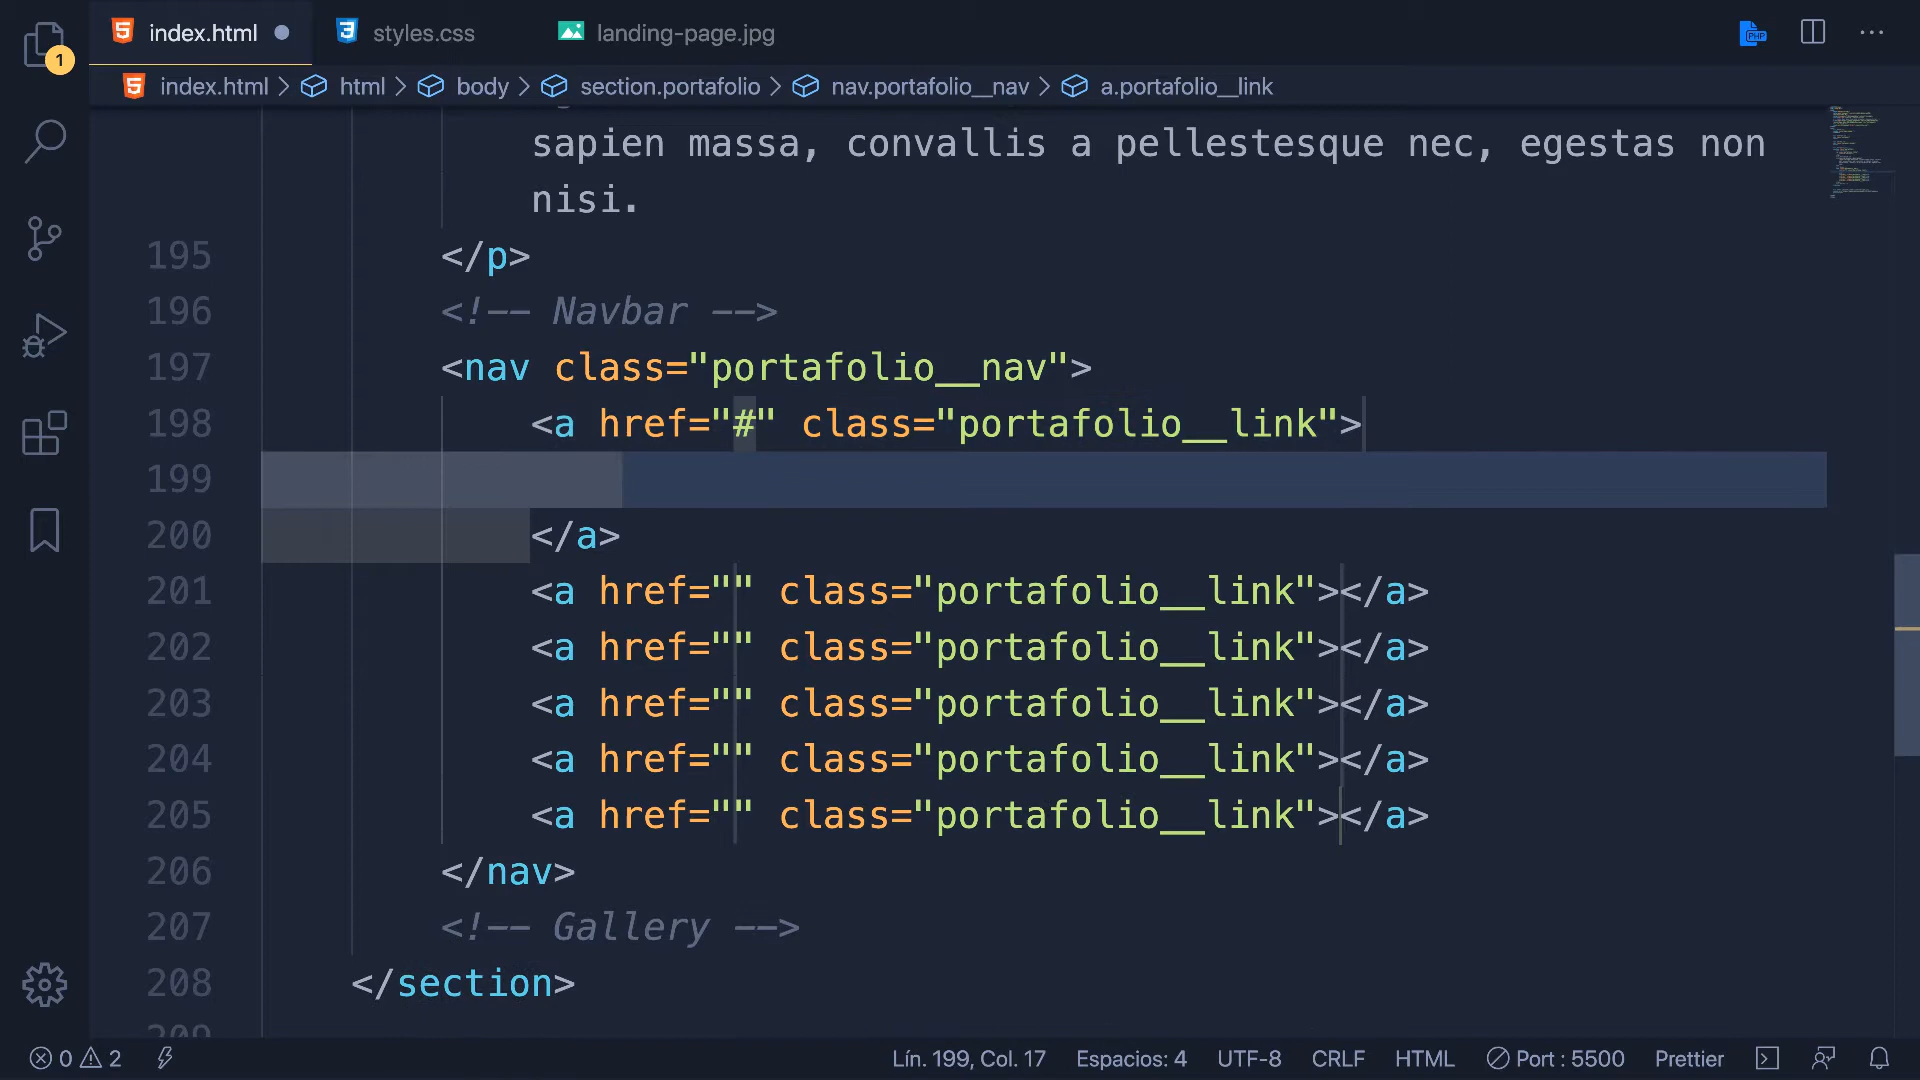 index.html
styles.css
landing-page.jpg
PHP
1
index.html > html > body > section.portafolio > nav.portafolio__nav > a.portafolio__link
sapien massa, convallis a pellestesque nec, egestas non
nisi.
195 </p>
196 <!-- Navbar -->
197 <nav class="portafolio__nav">
198 <a href="#" class="portafolio__link">
199
200 </a>
201 <a href="" class="portafolio__link"></a>
202 <a href="" class="portafolio__link"></a>
203 <a href="" class="portafolio__link"></a>
204 <a href="" class="portafolio__link"></a>
205 <a href="" class="portafolio__link"></a>
206 </nav>
207 <!-- Gallery -->
208 </section>
209
0 2 Lín. 199, Col. 17 Espacios: 4 UTF-8 CRLF HTML Port : 5500 Prettier